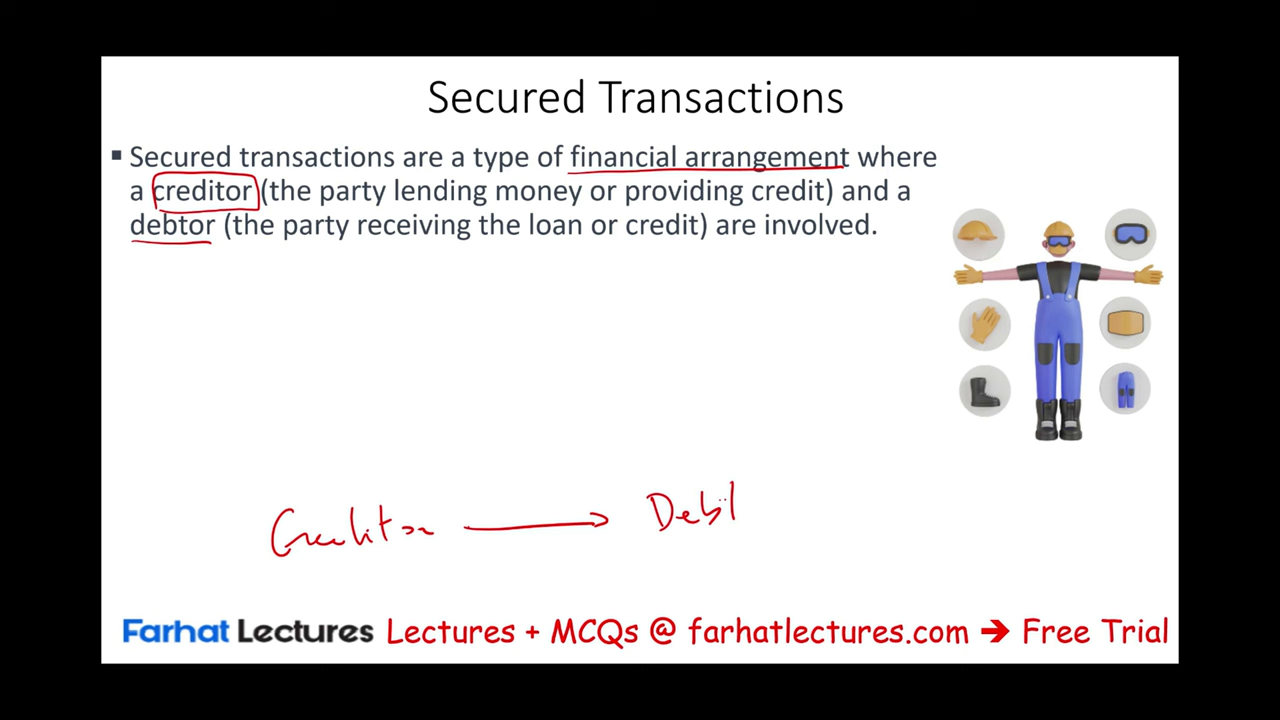 Secured Transactions
▪ Secured transactions are a type of financial arrangement where
a creditor (the party lending money or providing credit) and a
debtor (the party receiving the loan or credit) are involved.
Creditor → Debt
Farhat Lectures Lectures + MCQs @ farhatlectures.com ➔ Free Trial